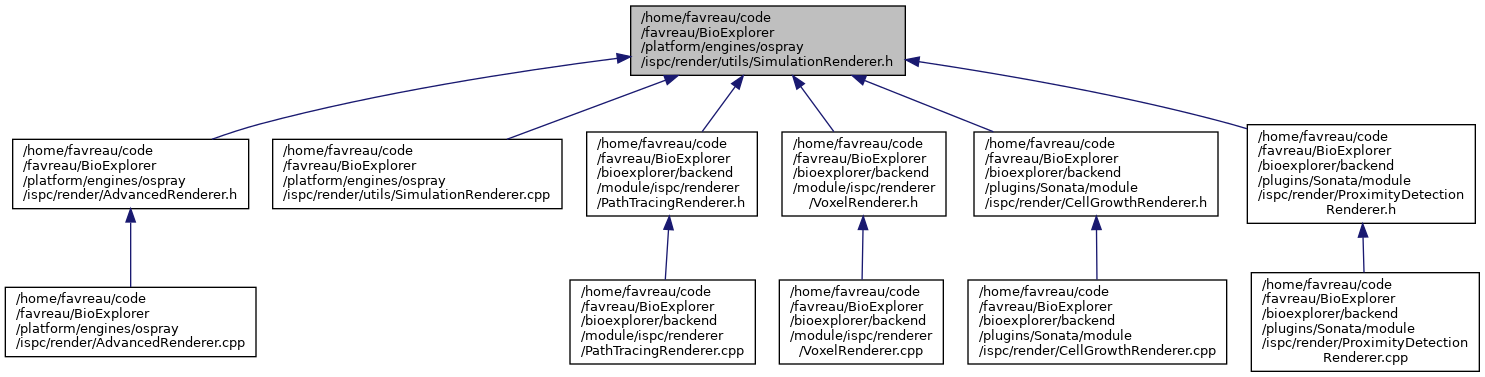 /home/favreau/code
/favreau/BioExplorer
/platform/engines/ospray
/ispc/render/utils/SimulationRenderer.h
/home/favreau/code
/favreau/BioExplorer
/platform/engines/ospray
/ispc/render/AdvancedRenderer.h
/home/favreau/code
/favreau/BioExplorer
/platform/engines/ospray
/ispc/render/utils/SimulationRenderer.cpp
/home/favreau/code
/favreau/BioExplorer
/bioexplorer/backend
/module/ispc/renderer
/PathTracingRenderer.h
/home/favreau/code
/favreau/BioExplorer
/bioexplorer/backend
/module/ispc/renderer
/VoxelRenderer.h
/home/favreau/code
/favreau/BioExplorer
/bioexplorer/backend
/plugins/Sonata/module
/ispc/render/CellGrowthRenderer.h
/home/favreau/code
/favreau/BioExplorer
/bioexplorer/backend
/plugins/Sonata/module
/ispc/render/ProximityDetection
Renderer.h
/home/favreau/code
/favreau/BioExplorer
/platform/engines/ospray
/ispc/render/AdvancedRenderer.cpp
/home/favreau/code
/favreau/BioExplorer
/bioexplorer/backend
/module/ispc/renderer
/PathTracingRenderer.cpp
/home/favreau/code
/favreau/BioExplorer
/bioexplorer/backend
/module/ispc/renderer
/VoxelRenderer.cpp
/home/favreau/code
/favreau/BioExplorer
/bioexplorer/backend
/plugins/Sonata/module
/ispc/render/CellGrowthRenderer.cpp
/home/favreau/code
/favreau/BioExplorer
/bioexplorer/backend
/plugins/Sonata/module
/ispc/render/ProximityDetection
Renderer.cpp